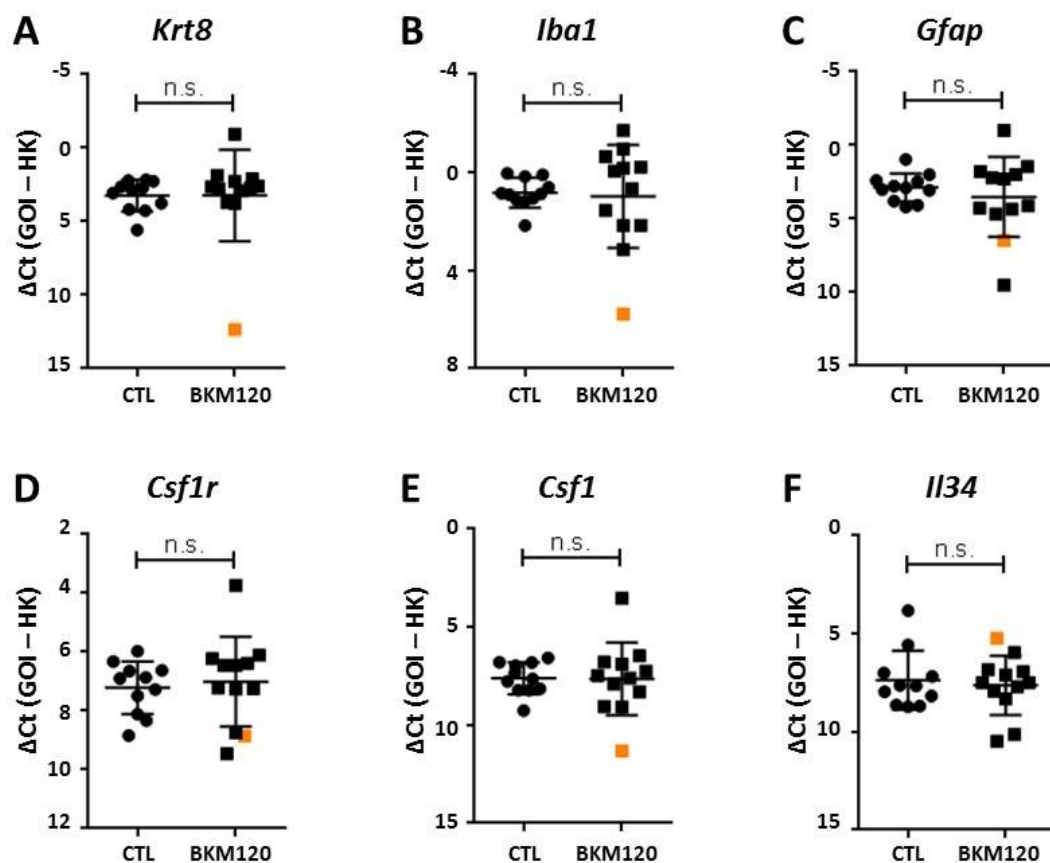 A
Krt8
ΔCt (GOI – HK)
-5
0
5
10
15
n.s.
CTL
BKM120
B
Iba1
ΔCt (GOI – HK)
-4
0
4
8
n.s.
CTL
BKM120
C
Gfap
ΔCt (GOI – HK)
-5
0
5
10
15
n.s.
CTL
BKM120
D
Csf1r
ΔCt (GOI – HK)
2
4
6
8
10
12
n.s.
CTL
BKM120
E
Csf1
ΔCt (GOI – HK)
0
5
10
15
n.s.
CTL
BKM120
F
Il34
ΔCt (GOI – HK)
0
5
10
15
n.s.
CTL
BKM120